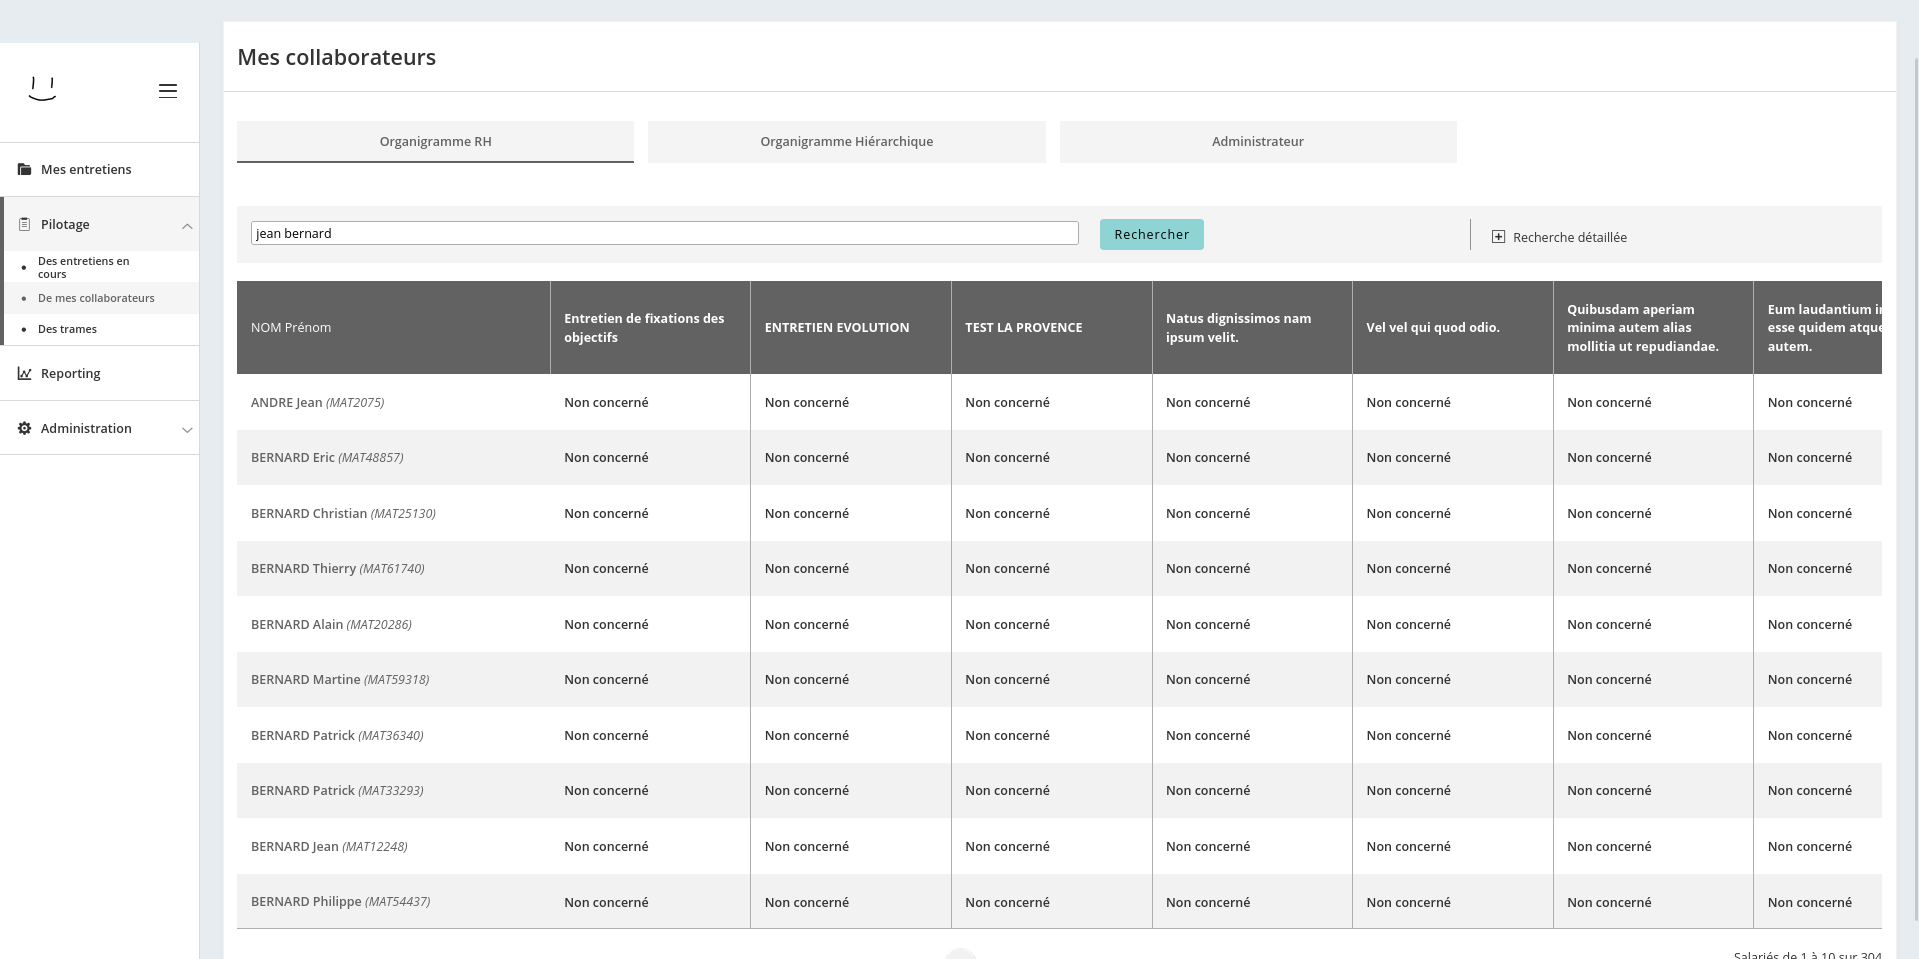 Mes collaborateurs
Mes entretiens
Pilotage
Des entretiens en
cours
De mes collaborateurs
Des trames
Reporting
Administration
Organigramme RH Organigramme Hiérarchique Administrateur
jean bernard Rechercher Recherche détaillée
NOM Prénom
Entretien de fixations des
objectifs
ENTRETIEN EVOLUTION
TEST LA PROVENCE
Natus dignissimos nam
ipsum velit.
Vel vel qui quod odio.
Quibusdam aperiam
minima autem alias
mollitia ut repudiandae.
Eum laudantium
esse quidem atque
autem.
ANDRE Jean (MAT2075) Non concerné Non concerné Non concerné Non concerné Non concerné Non concerné Non concerné
BERNARD Eric (MAT48857) Non concerné Non concerné Non concerné Non concerné Non concerné Non concerné Non concerné
BERNARD Christian (MAT25130) Non concerné Non concerné Non concerné Non concerné Non concerné Non concerné Non concerné
BERNARD Thierry (MAT61740) Non concerné Non concerné Non concerné Non concerné Non concerné Non concerné Non concerné
BERNARD Alain (MAT20286) Non concerné Non concerné Non concerné Non concerné Non concerné Non concerné Non concerné
BERNARD Martine (MAT59318) Non concerné Non concerné Non concerné Non concerné Non concerné Non concerné Non concerné
BERNARD Patrick (MAT36340) Non concerné Non concerné Non concerné Non concerné Non concerné Non concerné Non concerné
BERNARD Patrick (MAT33293) Non concerné Non concerné Non concerné Non concerné Non concerné Non concerné Non concerné
BERNARD Jean (MAT12248) Non concerné Non concerné Non concerné Non concerné Non concerné Non concerné Non concerné
BERNARD Philippe (MAT54437) Non concerné Non concerné Non concerné Non concerné Non concerné Non concerné Non concerné
Salariés de 1 à 10 sur 304